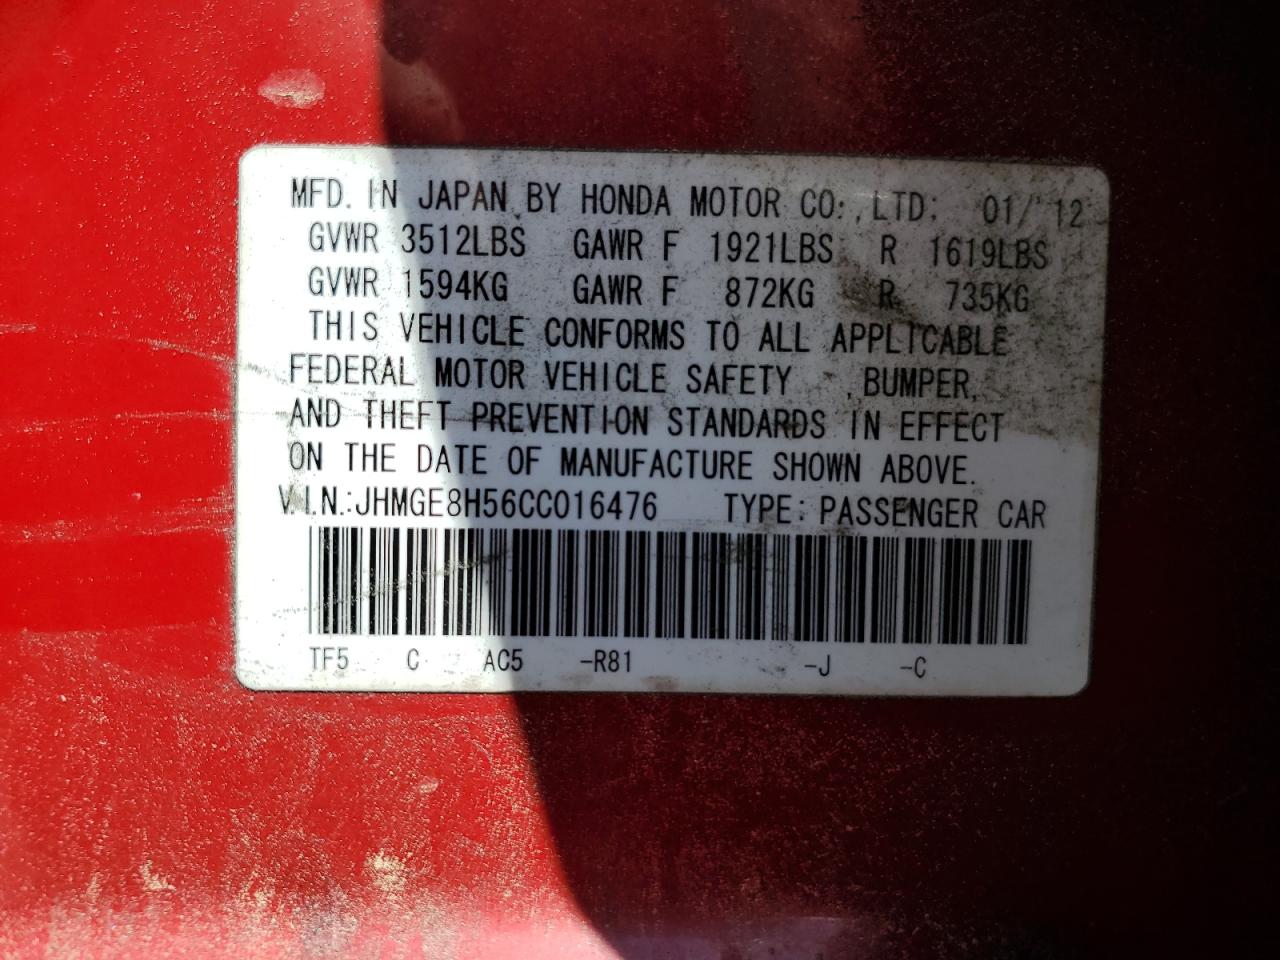 MFD. IN JAPAN BY HONDA MOTOR CO., LTD. 01/'12
GVWR 3512LBS GAWR F 1921LBS R 1619LBS
GVWR 1594KG GAWR F 872KG R 735KG
THIS VEHICLE CONFORMS TO ALL APPLICABLE
FEDERAL MOTOR VEHICLE SAFETY , BUMPER,
AND THEFT PREVENTION STANDARDS IN EFFECT
ON THE DATE OF MANUFACTURE SHOWN ABOVE.
V.I.N.:JHMGE8H56CC016476 TYPE: PASSENGER CAR
TF5 C AC5 -R81 -J -C